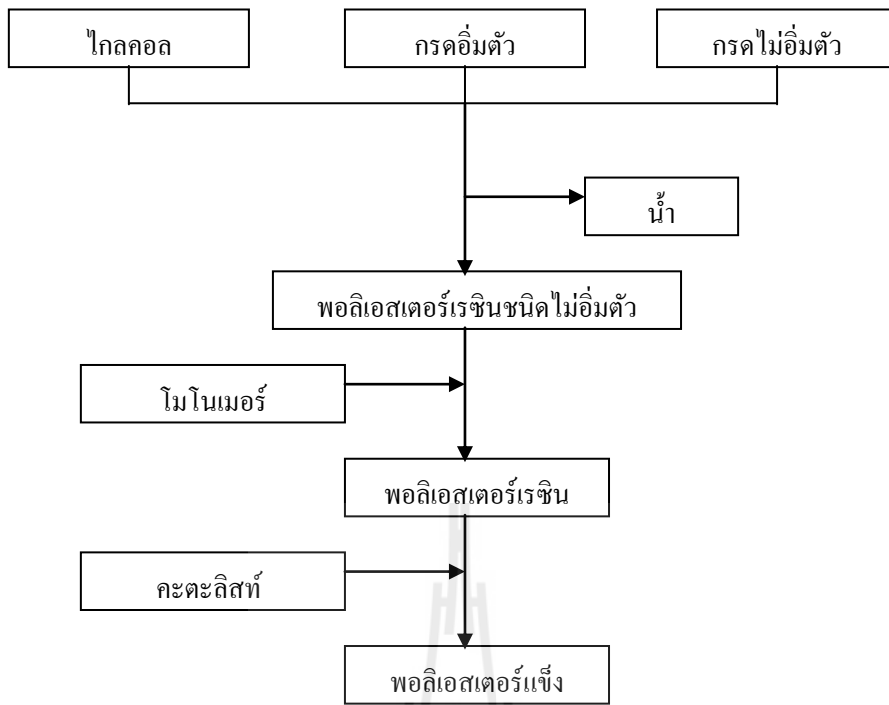 ไกลคอล
กรดอิ่มตัว
กรดไม่อิ่มตัว
น้ำ
พอลิเอสเตอร์เรซินชนิดไม่อิ่มตัว
โมโนเมอร์
พอลิเอสเตอร์เรซิน
คะตะลิสท์
พอลิเอสเตอร์แข็ง